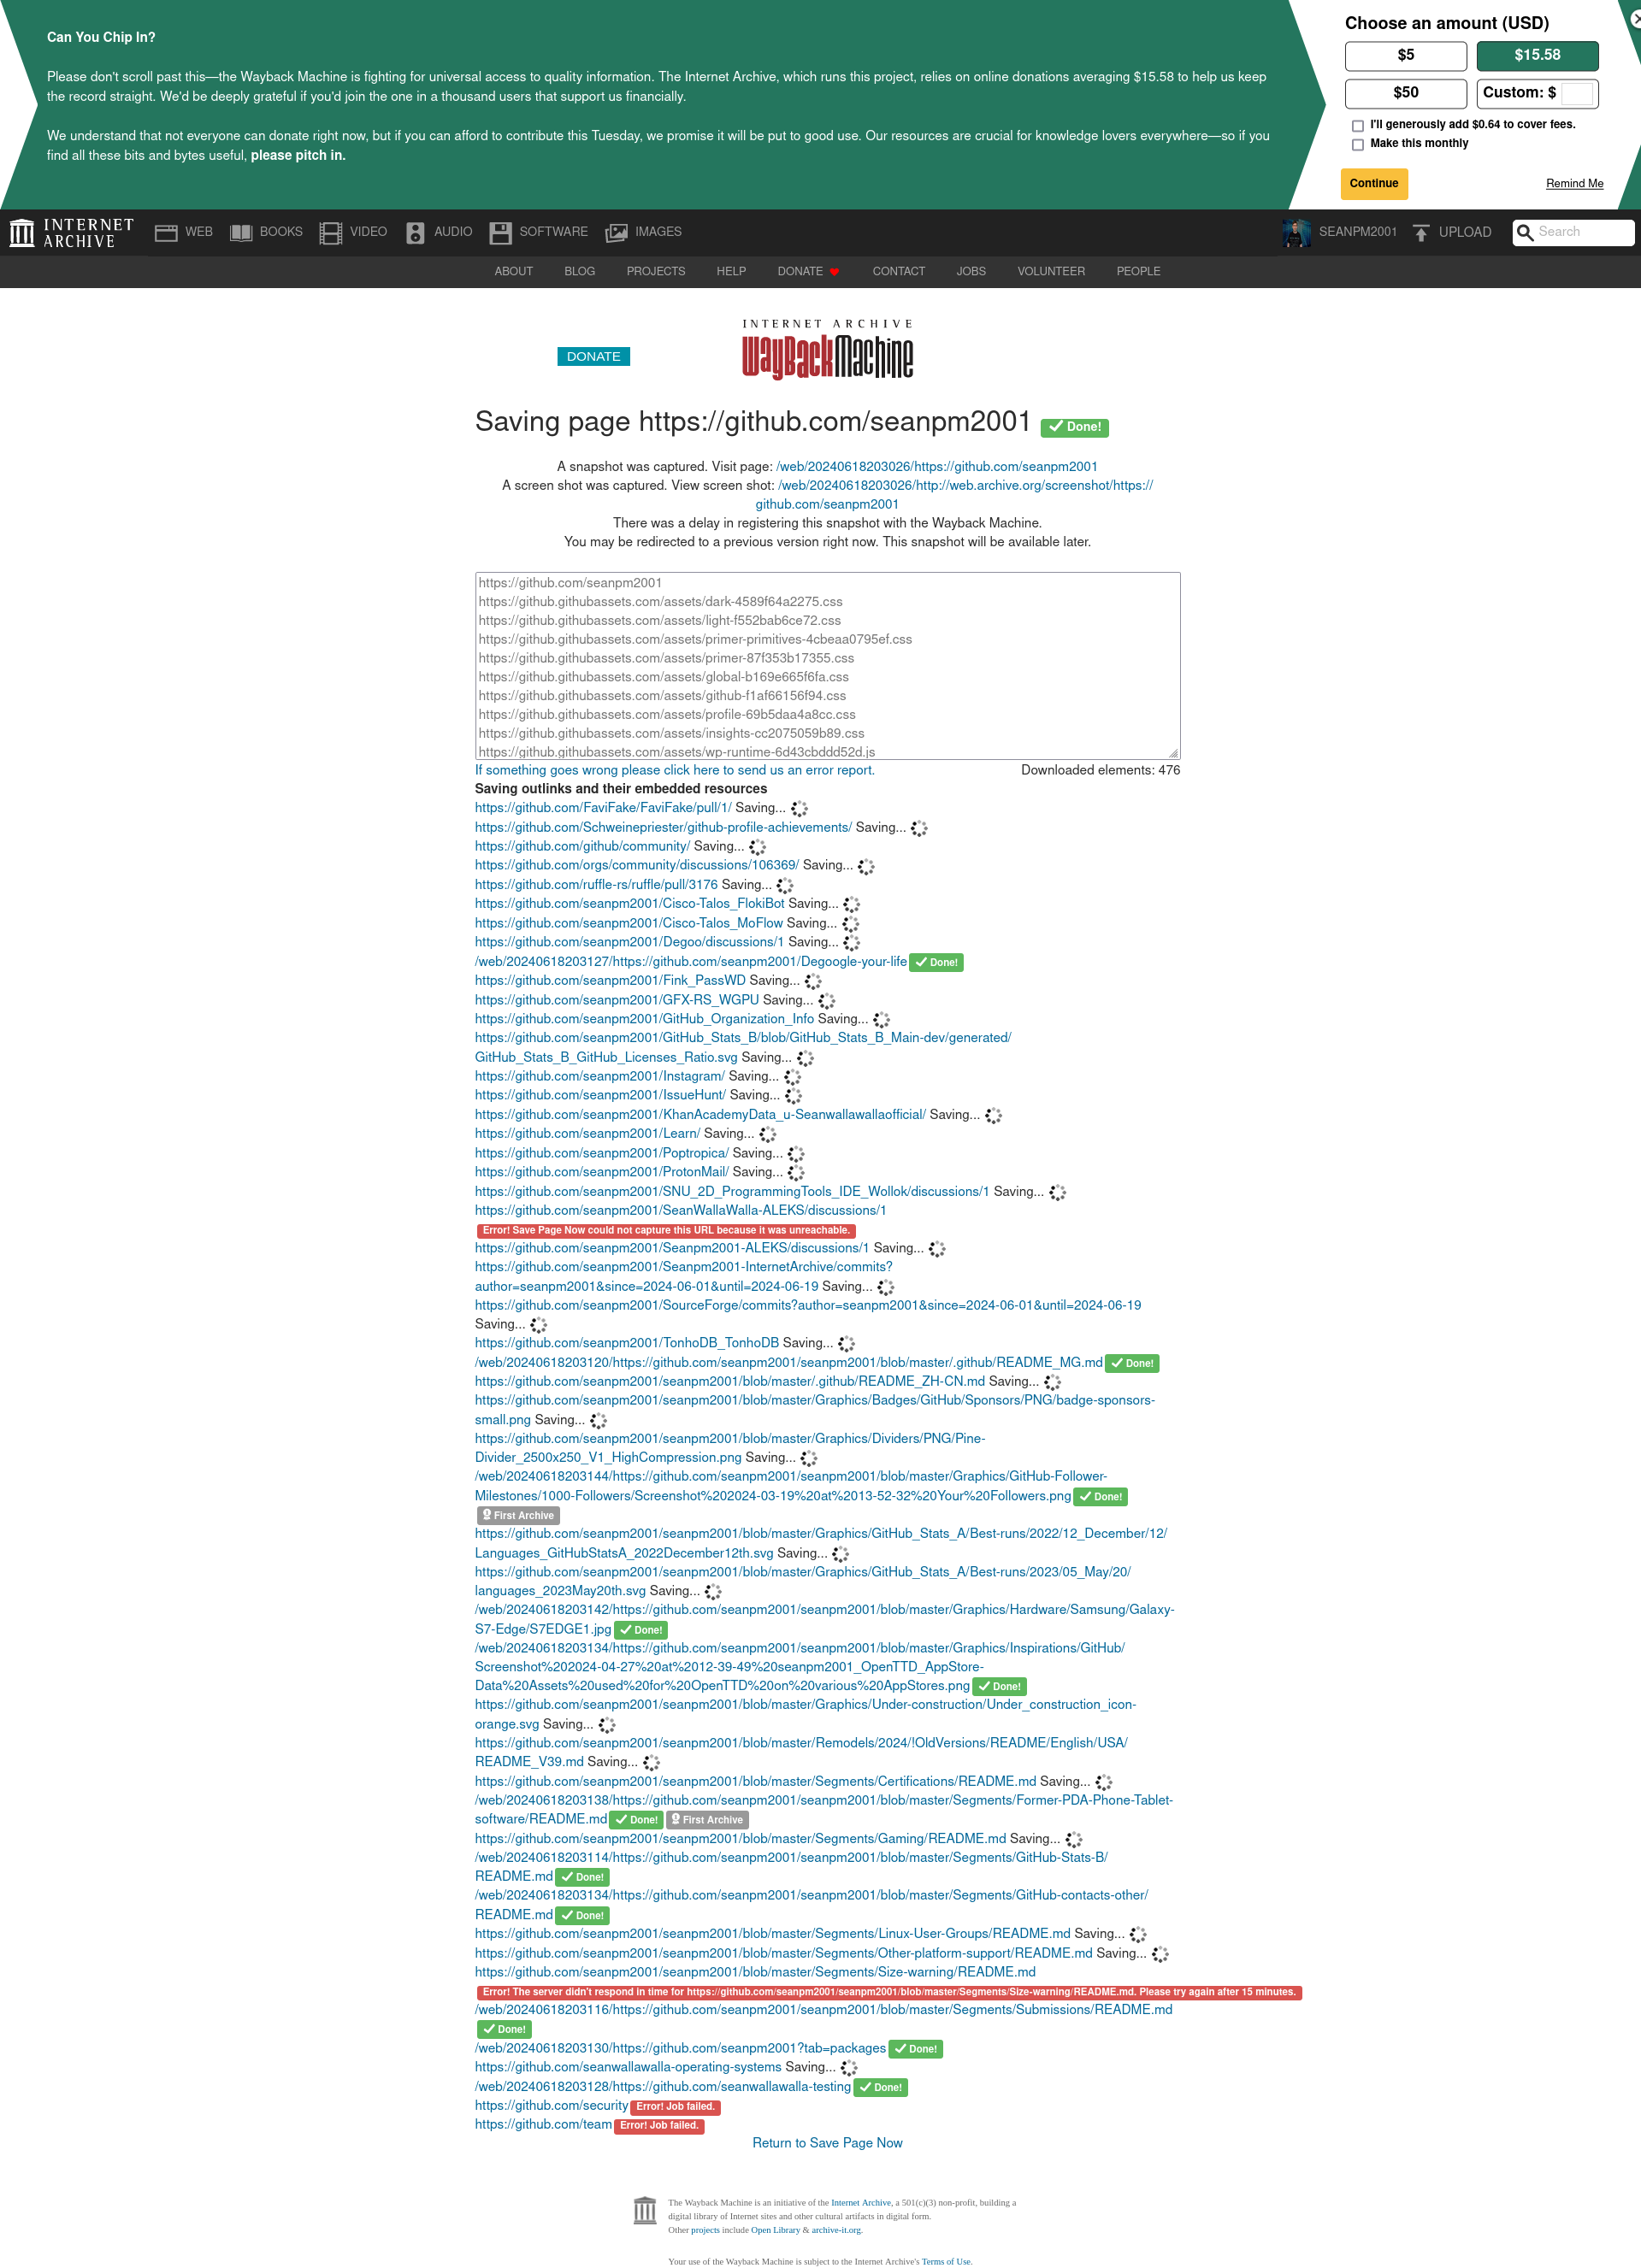 Can You Chip In?
Please don't scroll past this—the Wayback Machine is fighting for universal access to quality information. The Internet Archive, which runs this project, relies on online donations averaging $15.58 to help us keep
the record straight. We'd be deeply grateful if you'd join the one in a thousand users that support us financially.
We understand that not everyone can donate right now, but if you can afford to contribute this Tuesday, we promise it will be put to good use. Our resources are crucial for knowledge lovers everywhere—so if you
find all these bits and bytes useful, please pitch in.
Choose an amount (USD)
$5
$15.58
$50
Custom: $
I'll generously add $0.64 to cover fees.
Make this monthly
Continue
Remind Me
INTERNET
ARCHIVE
WEB
BOOKS
VIDEO
AUDIO
SOFTWARE
IMAGES
SEANPM2001
UPLOAD
Search
ABOUT
BLOG
PROJECTS
HELP
DONATE
CONTACT
JOBS
VOLUNTEER
PEOPLE
DONATE
INTERNET ARCHIVE
WayBackMachine
Saving page https://github.com/seanpm2001 Done!
A snapshot was captured. Visit page: /web/20240618203026/https://github.com/seanpm2001
A screen shot was captured. View screen shot: /web/20240618203026/http://web.archive.org/screenshot/https://
github.com/seanpm2001
There was a delay in registering this snapshot with the Wayback Machine.
You may be redirected to a previous version right now. This snapshot will be available later.
https://github.com/seanpm2001
https://github.githubassets.com/assets/dark-4589f64a2275.css
https://github.githubassets.com/assets/light-f552bab6ce72.css
https://github.githubassets.com/assets/primer-primitives-4cbeaa0795ef.css
https://github.githubassets.com/assets/primer-87f353b17355.css
https://github.githubassets.com/assets/global-b169e665f6fa.css
https://github.githubassets.com/assets/github-f1af66156f94.css
https://github.githubassets.com/assets/profile-69b5daa4a8cc.css
https://github.githubassets.com/assets/insights-cc2075059b89.css
https://github.githubassets.com/assets/wp-runtime-6d43cbddd52d.js
If something goes wrong please click here to send us an error report. Downloaded elements: 476
Saving outlinks and their embedded resources
https://github.com/FaviFake/FaviFake/pull/1/ Saving...
https://github.com/Schweinepriester/github-profile-achievements/ Saving...
https://github.com/github/community/ Saving...
https://github.com/orgs/community/discussions/106369/ Saving...
https://github.com/ruffle-rs/ruffle/pull/3176 Saving...
https://github.com/seanpm2001/Cisco-Talos_FlokiBot Saving...
https://github.com/seanpm2001/Cisco-Talos_MoFlow Saving...
https://github.com/seanpm2001/Degoo/discussions/1 Saving...
/web/20240618203127/https://github.com/seanpm2001/Degoogle-your-life Done!
https://github.com/seanpm2001/Fink_PassWD Saving...
https://github.com/seanpm2001/GFX-RS_WGPU Saving...
https://github.com/seanpm2001/GitHub_Organization_Info Saving...
https://github.com/seanpm2001/GitHub_Stats_B/blob/GitHub_Stats_B_Main-dev/generated/
GitHub_Stats_B_GitHub_Licenses_Ratio.svg Saving...
https://github.com/seanpm2001/Instagram/ Saving...
https://github.com/seanpm2001/IssueHunt/ Saving...
https://github.com/seanpm2001/KhanAcademyData_u-Seanwallawallaofficial/ Saving...
https://github.com/seanpm2001/Learn/ Saving...
https://github.com/seanpm2001/Poptropica/ Saving...
https://github.com/seanpm2001/ProtonMail/ Saving...
https://github.com/seanpm2001/SNU_2D_ProgrammingTools_IDE_Wollok/discussions/1 Saving...
https://github.com/seanpm2001/SeanWallaWalla-ALEKS/discussions/1
Error! Save Page Now could not capture this URL because it was unreachable.
https://github.com/seanpm2001/Seanpm2001-ALEKS/discussions/1 Saving...
https://github.com/seanpm2001/Seanpm2001-InternetArchive/commits?
author=seanpm2001&since=2024-06-01&until=2024-06-19 Saving...
https://github.com/seanpm2001/SourceForge/commits?author=seanpm2001&since=2024-06-01&until=2024-06-19
Saving...
https://github.com/seanpm2001/TonhoDB_TonhoDB Saving...
/web/20240618203120/https://github.com/seanpm2001/seanpm2001/blob/master/.github/README_MG.md Done!
https://github.com/seanpm2001/seanpm2001/blob/master/.github/README_ZH-CN.md Saving...
https://github.com/seanpm2001/seanpm2001/blob/master/Graphics/Badges/GitHub/Sponsors/PNG/badge-sponsors-
small.png Saving...
https://github.com/seanpm2001/seanpm2001/blob/master/Graphics/Dividers/PNG/Pine-
Divider_2500x250_V1_HighCompression.png Saving...
/web/20240618203144/https://github.com/seanpm2001/seanpm2001/blob/master/Graphics/GitHub-Follower-
Milestones/1000-Followers/Screenshot%202024-03-19%20at%2013-52-32%20Your%20Followers.png Done!
First Archive
https://github.com/seanpm2001/seanpm2001/blob/master/Graphics/GitHub_Stats_A/Best-runs/2022/12_December/12/
Languages_GitHubStatsA_2022December12th.svg Saving...
https://github.com/seanpm2001/seanpm2001/blob/master/Graphics/GitHub_Stats_A/Best-runs/2023/05_May/20/
languages_2023May20th.svg Saving...
/web/20240618203142/https://github.com/seanpm2001/seanpm2001/blob/master/Graphics/Hardware/Samsung/Galaxy-
S7-Edge/S7EDGE1.jpg Done!
/web/20240618203134/https://github.com/seanpm2001/seanpm2001/blob/master/Graphics/Inspirations/GitHub/
Screenshot%202024-04-27%20at%2012-39-49%20seanpm2001_OpenTTD_AppStore-
Data%20Assets%20used%20for%20OpenTTD%20on%20various%20AppStores.png Done!
https://github.com/seanpm2001/seanpm2001/blob/master/Graphics/Under-construction/Under_construction_icon-
orange.svg Saving...
https://github.com/seanpm2001/seanpm2001/blob/master/Remodels/2024/!OldVersions/README/English/USA/
README_V39.md Saving...
https://github.com/seanpm2001/seanpm2001/blob/master/Segments/Certifications/README.md Saving...
/web/20240618203138/https://github.com/seanpm2001/seanpm2001/blob/master/Segments/Former-PDA-Phone-Tablet-
software/README.md Done! First Archive
https://github.com/seanpm2001/seanpm2001/blob/master/Segments/Gaming/README.md Saving...
/web/20240618203114/https://github.com/seanpm2001/seanpm2001/blob/master/Segments/GitHub-Stats-B/
README.md Done!
/web/20240618203134/https://github.com/seanpm2001/seanpm2001/blob/master/Segments/GitHub-contacts-other/
README.md Done!
https://github.com/seanpm2001/seanpm2001/blob/master/Segments/Linux-User-Groups/README.md Saving...
https://github.com/seanpm2001/seanpm2001/blob/master/Segments/Other-platform-support/README.md Saving...
https://github.com/seanpm2001/seanpm2001/blob/master/Segments/Size-warning/README.md
Error! The server didn't respond in time for https://github.com/seanpm2001/seanpm2001/blob/master/Segments/Size-warning/README.md. Please try again after 15 minutes.
/web/20240618203116/https://github.com/seanpm2001/seanpm2001/blob/master/Segments/Submissions/README.md
Done!
/web/20240618203130/https://github.com/seanpm2001?tab=packages Done!
https://github.com/seanwallawalla-operating-systems Saving...
/web/20240618203128/https://github.com/seanwallawalla-testing Done!
https://github.com/security Error! Job failed.
https://github.com/team Error! Job failed.
Return to Save Page Now
The Wayback Machine is an initiative of the Internet Archive, a 501(c)(3) non-profit, building a
digital library of Internet sites and other cultural artifacts in digital form.
Other projects include Open Library & archive-it.org.
Your use of the Wayback Machine is subject to the Internet Archive's Terms of Use.